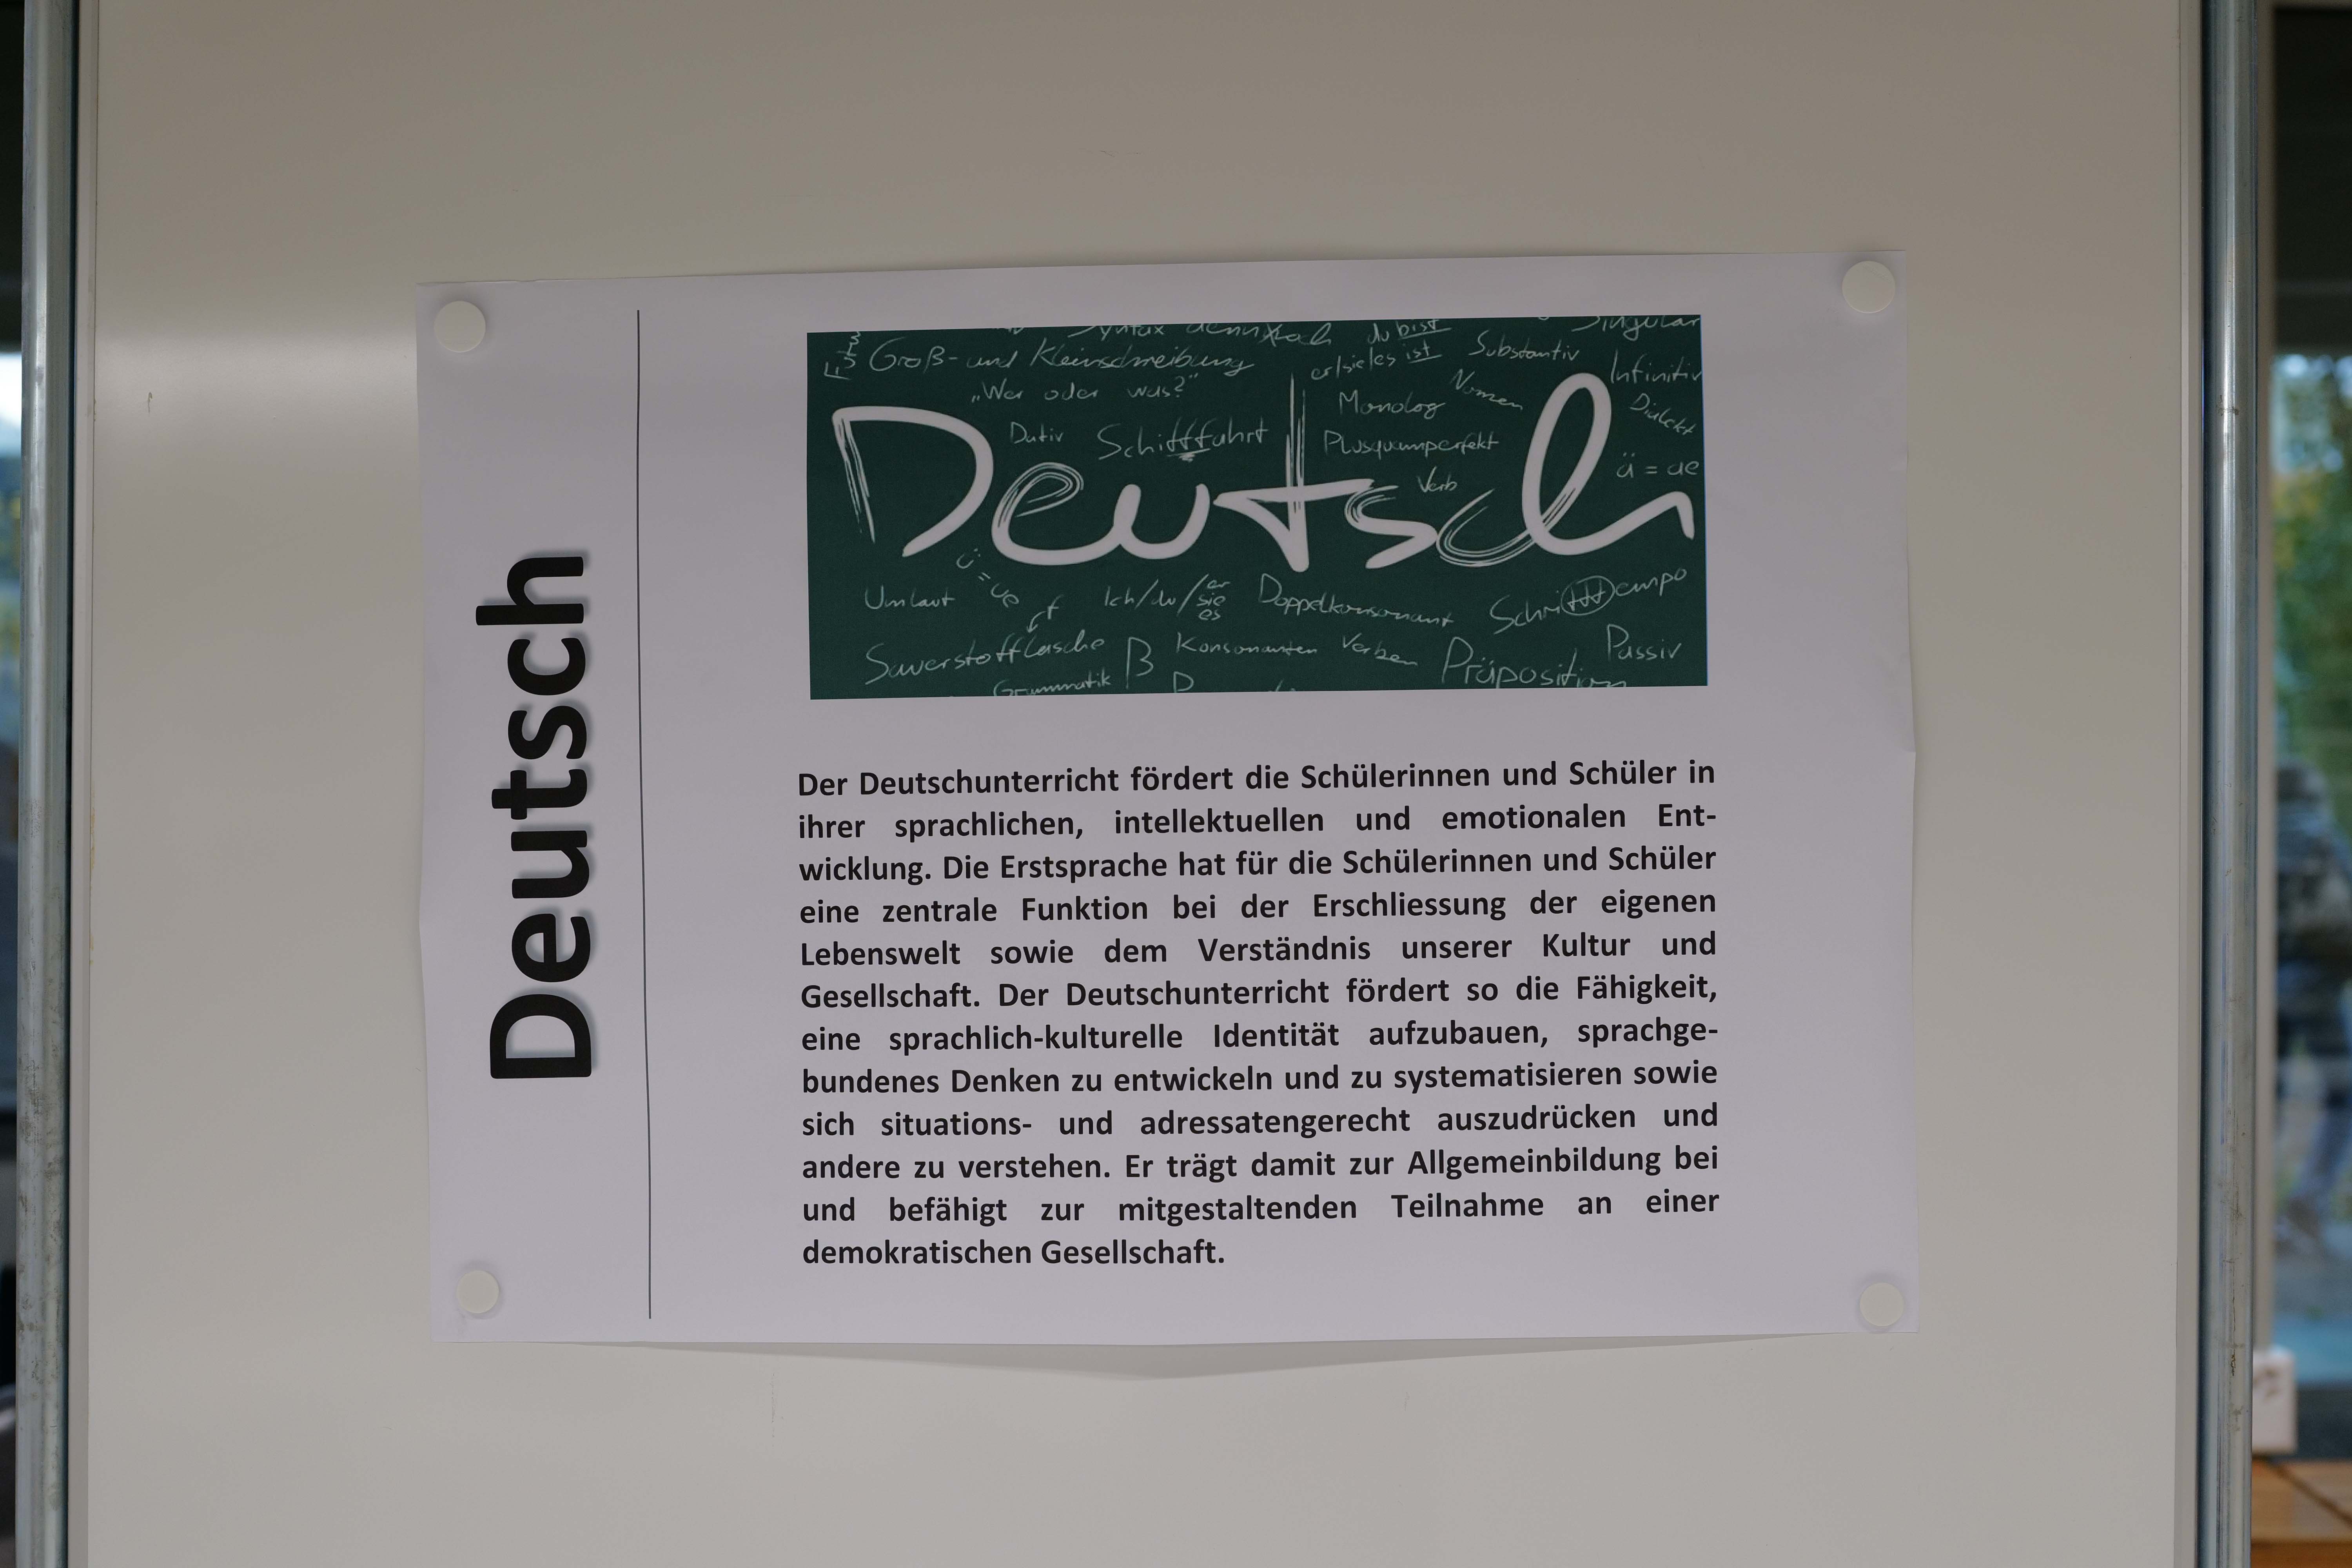 Deutsch
Syntax
du bist
Singular
Groß- und Kleinschreibung
er/sie/es ist
Substantiv
Infinitiv
„Wer oder was?“
Monolog
Nomen
Dialekt
Dativ
Schifffahrt
Plusquamperfekt
ä = ae
Verb
Deutsch
ü = ue
Umlaut
Ich/du/er sie es
Doppelkonsonant
Schritttempo
f
Sauerstofflasche
ß
Konsonanten
Verben
Präposition
Passiv
Grammatik
Der Deutschunterricht fördert die Schülerinnen und Schüler in
ihrer sprachlichen, intellektuellen und emotionalen Ent-
wicklung. Die Erstsprache hat für die Schülerinnen und Schüler
eine zentrale Funktion bei der Erschliessung der eigenen
Lebenswelt sowie dem Verständnis unserer Kultur und
Gesellschaft. Der Deutschunterricht fördert so die Fähigkeit,
eine sprachlich-kulturelle Identität aufzubauen, sprachge-
bundenes Denken zu entwickeln und zu systematisieren sowie
sich situations- und adressatengerecht auszudrücken und
andere zu verstehen. Er trägt damit zur Allgemeinbildung bei
und befähigt zur mitgestaltenden Teilnahme an einer
demokratischen Gesellschaft.